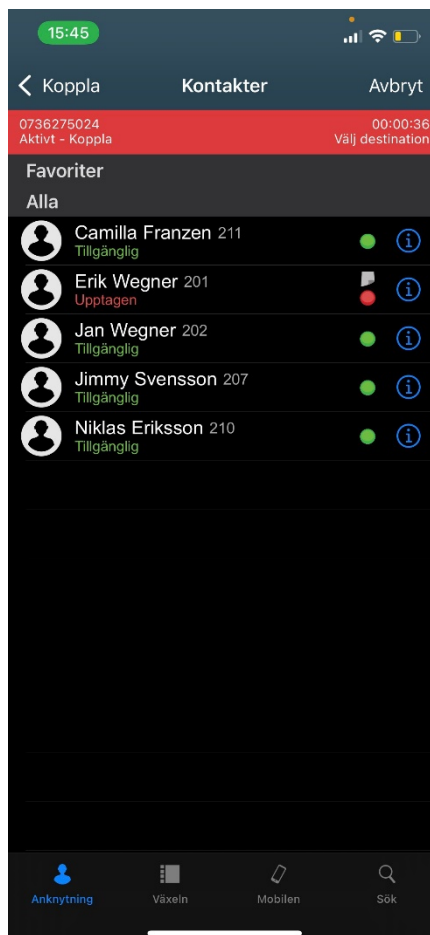 15:45
Koppla Kontakter Avbryt
0736275024 00:00:36
Aktivt - Koppla Välj destination
Favoriter
Alla
Camilla Franzen 211
Tillgänglig
Erik Wegner 201
Upptagen
Jan Wegner 202
Tillgänglig
Jimmy Svensson 207
Tillgänglig
Niklas Eriksson 210
Tillgänglig
Anknytning Växeln Mobilen Sök